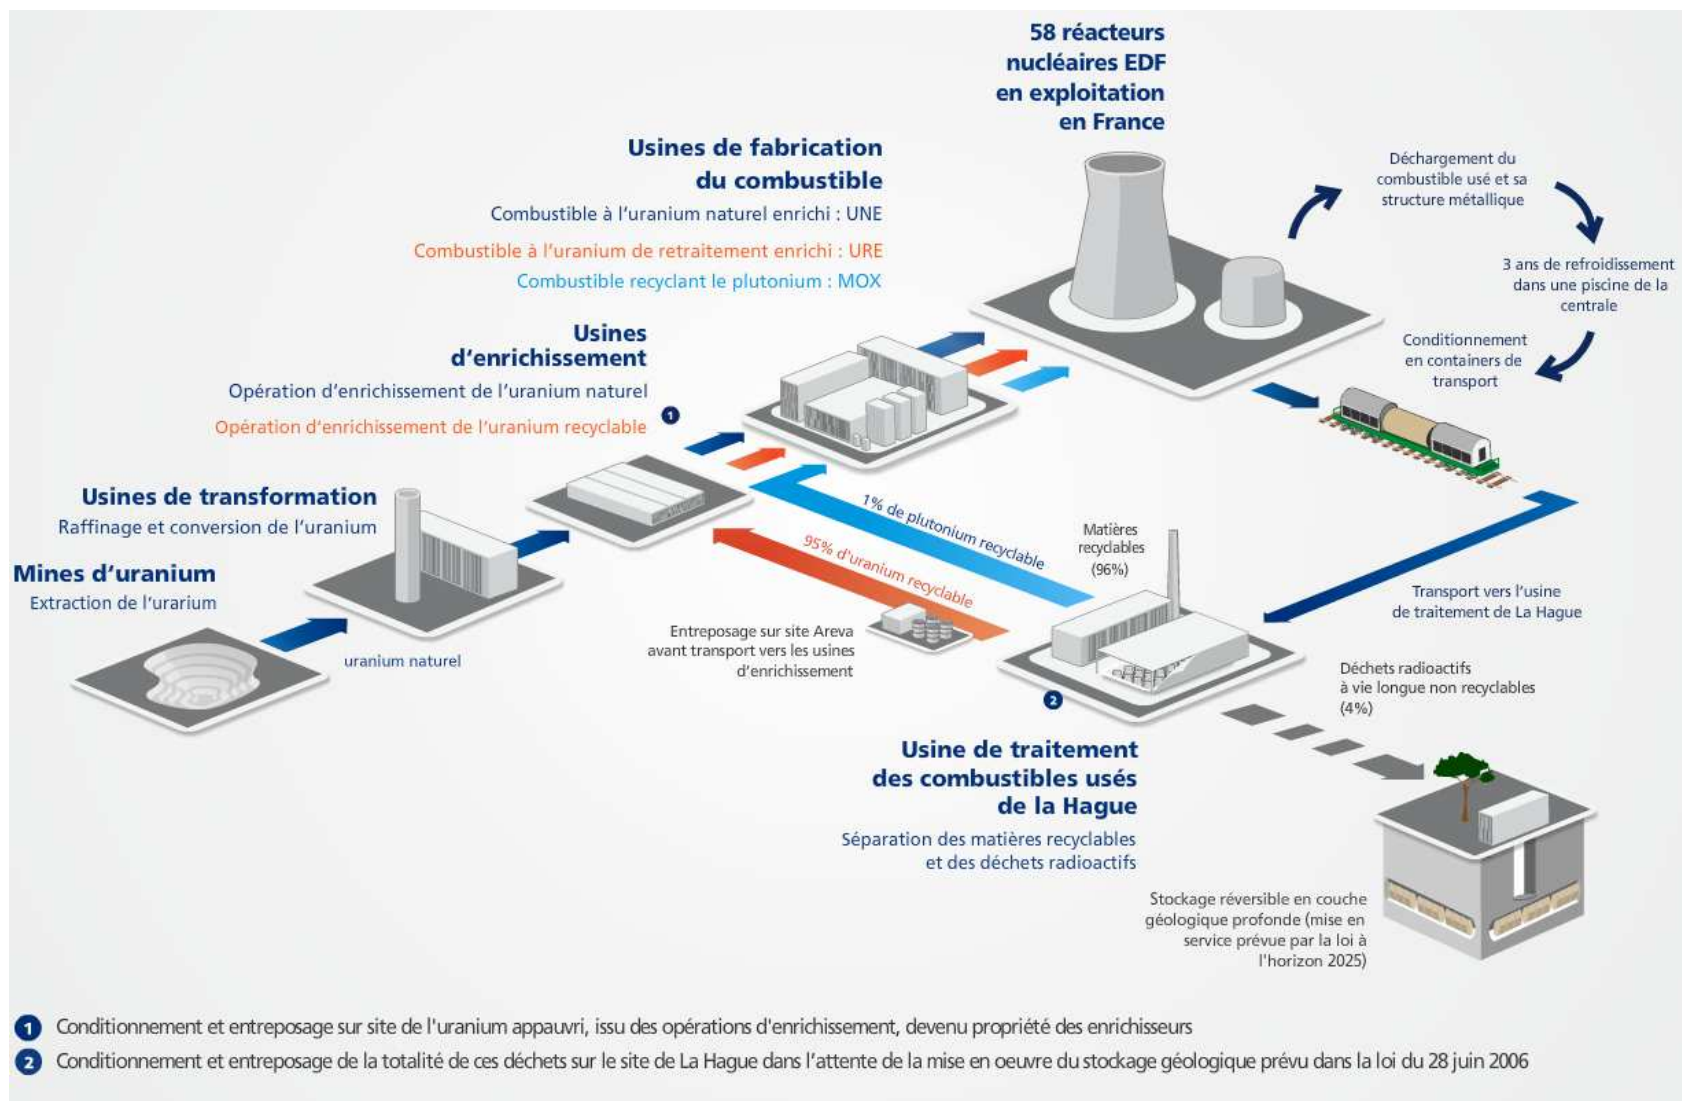 58 réacteurs
nucléaires EDF
en exploitation
en France
Usines de fabrication
du combustible
Combustible à l'uranium naturel enrichi : UNE
Combustible à l'uranium de retraitement enrichi : URE
Combustible recyclant le plutonium : MOX
Déchargement du
combustible usé et sa
structure métallique
3 ans de refroidissement
dans une piscine de la
centrale
Conditionnement
en containers de
transport
Usines
d'enrichissement
Opération d'enrichissement de l'uranium naturel
Opération d'enrichissement de l'uranium recyclable
1
Usines de transformation
Raffinage et conversion de l'uranium
Mines d'uranium
Extraction de l'urarium
uranium naturel
1% de plutonium recyclable
95% d'uranium recyclable
Matières
recyclables
(96%)
Transport vers l'usine
de traitement de La Hague
Entreposage sur site Areva
avant transport vers les usines
d'enrichissement
2
Déchets radioactifs
à vie longue non recyclables
(4%)
Usine de traitement
des combustibles usés
de la Hague
Séparation des matières recyclables
et des déchets radioactifs
Stockage réversible en couche
géologique profonde (mise en
service prévue par la loi à
l'horizon 2025)
1 Conditionnement et entreposage sur site de l'uranium appauvri, issu des opérations d'enrichissement, devenu propriété des enrichisseurs
2 Conditionnement et entreposage de la totalité de ces déchets sur le site de La Hague dans l'attente de la mise en oeuvre du stockage géologique prévu dans la loi du 28 juin 2006